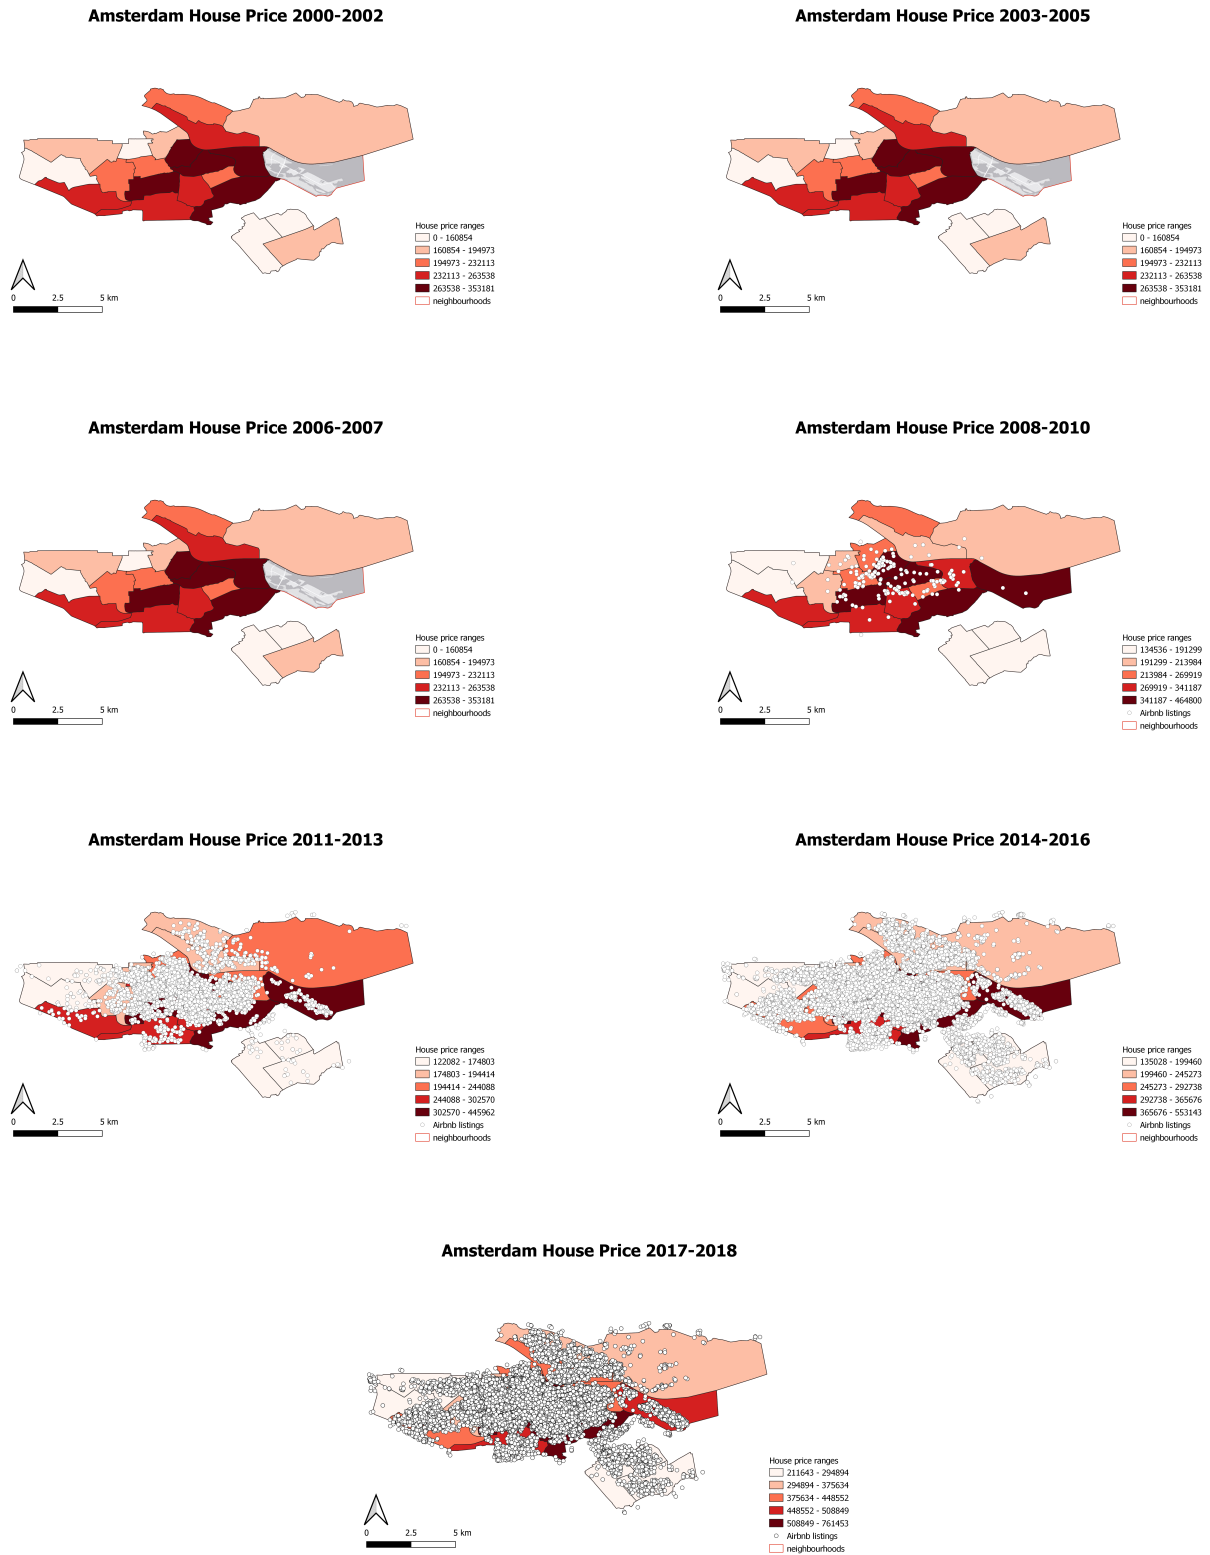 Amsterdam House Price 2000-2002
House price ranges
0 - 160854
160854 - 194973
194973 - 232113
232113 - 263538
263538 - 353181
neighbourhoods
0 2.5 5 km
Amsterdam House Price 2003-2005
House price ranges
0 - 160854
160854 - 194973
194973 - 232113
232113 - 263538
263538 - 353181
neighbourhoods
0 2.5 5 km
Amsterdam House Price 2006-2007
House price ranges
0 - 160854
160854 - 194973
194973 - 232113
232113 - 263538
263538 - 353181
neighbourhoods
0 2.5 5 km
Amsterdam House Price 2008-2010
House price ranges
134536 - 191299
191299 - 213984
213984 - 269919
269919 - 341187
341187 - 464800
Airbnb listings
neighbourhoods
0 2.5 5 km
Amsterdam House Price 2011-2013
House price ranges
122082 - 174803
174803 - 194414
194414 - 244088
244088 - 302570
302570 - 445962
Airbnb listings
neighbourhoods
0 2.5 5 km
Amsterdam House Price 2014-2016
House price ranges
135028 - 199460
199460 - 245273
245273 - 292738
292738 - 365676
365676 - 553143
Airbnb listings
neighbourhoods
0 2.5 5 km
Amsterdam House Price 2017-2018
House price ranges
211643 - 294894
294894 - 375634
375634 - 448552
448552 - 508849
508849 - 761453
Airbnb listings
neighbourhoods
0 2.5 5 km